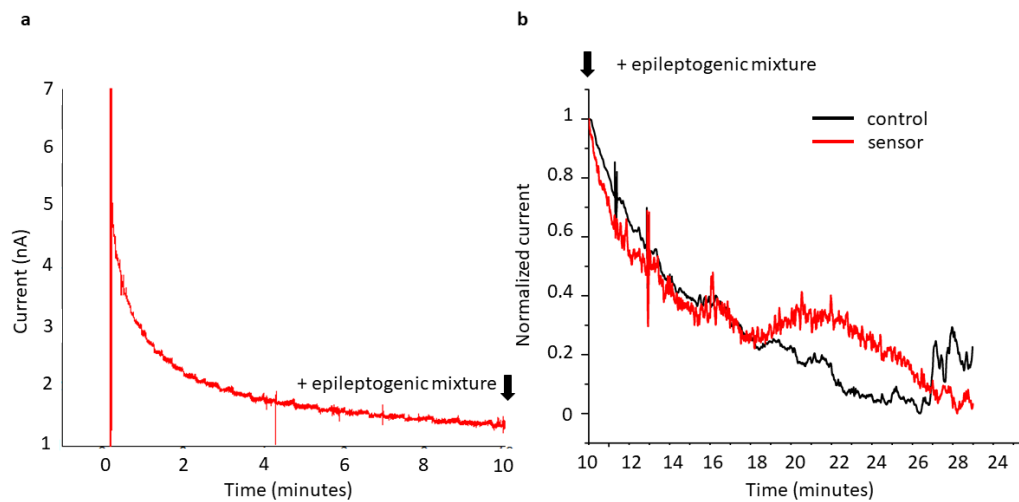 a
7
6
5
4
3
2
1
Current (nA)
+ epileptogenic mixture
0
2
4
6
8
10
Time (minutes)
b
+ epileptogenic mixture
1
0.8
0.6
0.4
0.2
0
Normalized current
control
sensor
10 12 14 16 18 20 22 24 26 28 24
Time (minutes)